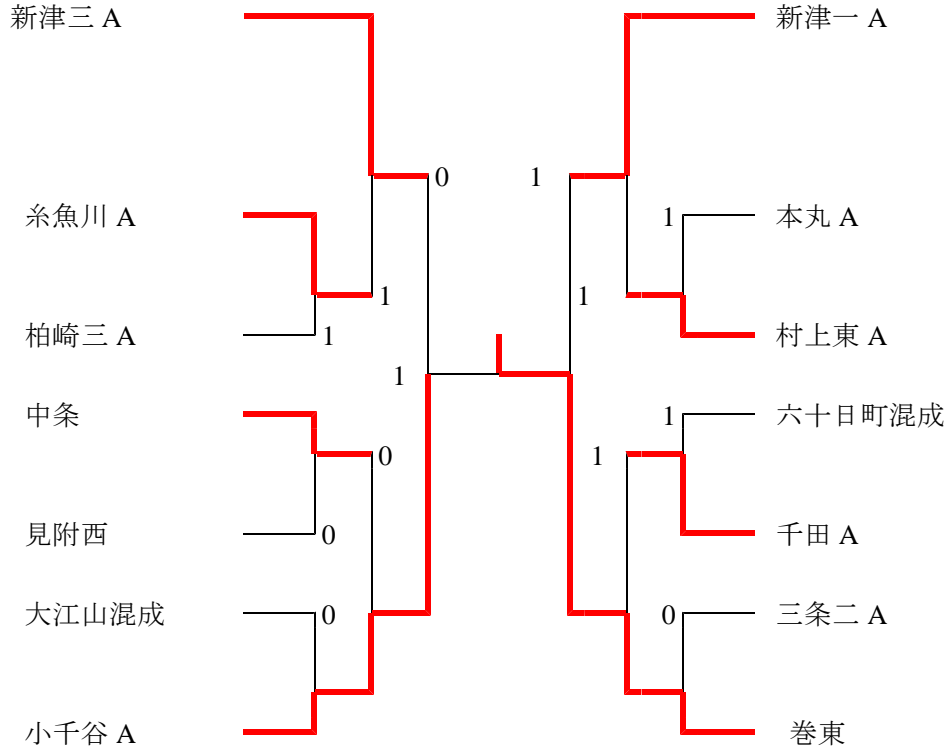 新津三 A
新津一 A
0
1
糸魚川 A
1
本丸 A
1
1
柏崎三 A
1
村上東 A
1
中条
1
六十日町混成
0
1
見附西
0
千田 A
大江山混成
0
0
三条二 A
小千谷 A
巻東